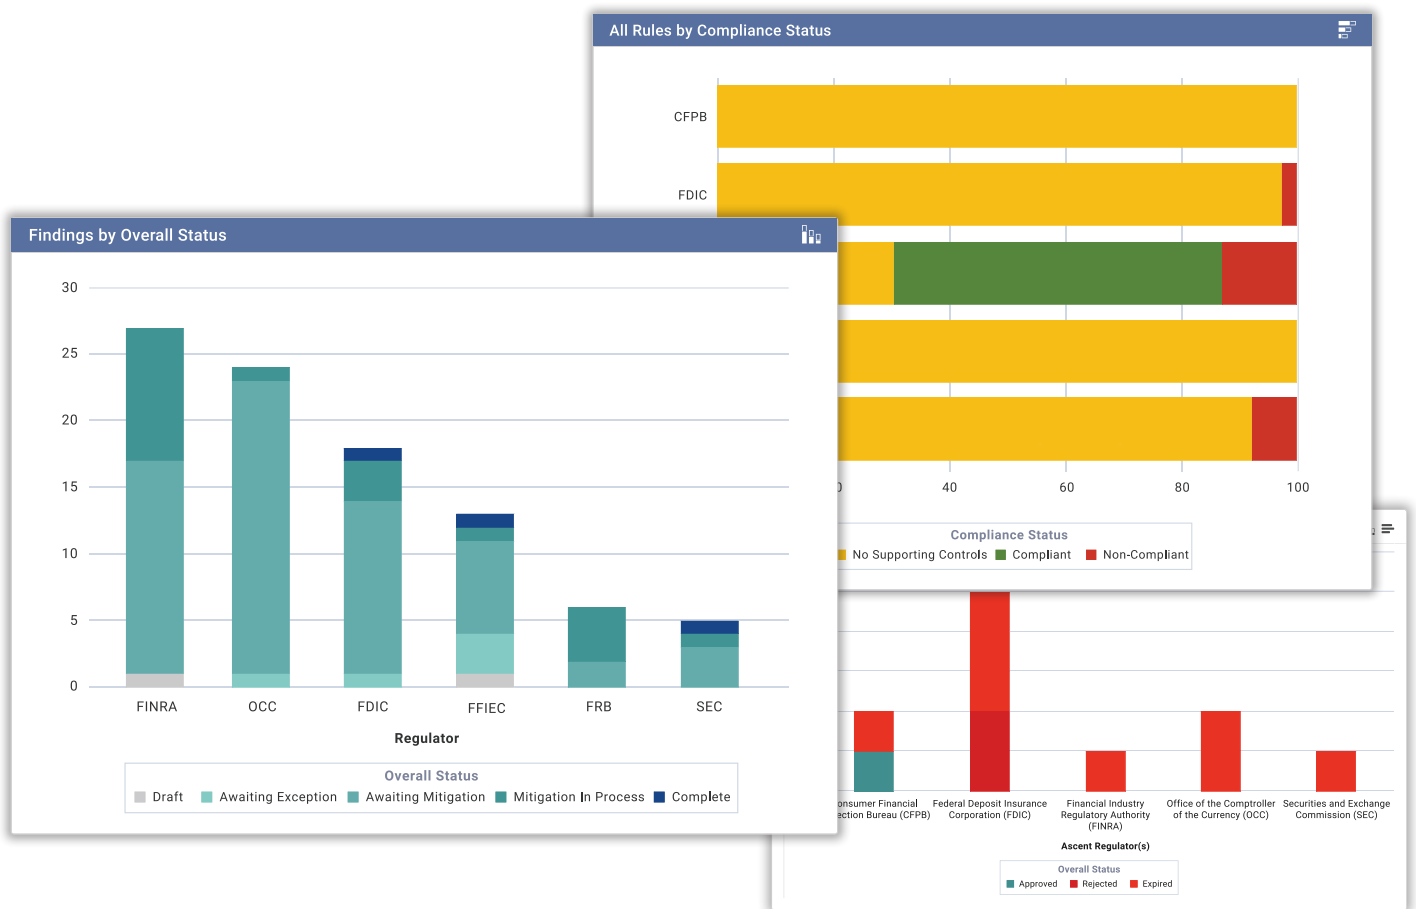 All Rules by Compliance Status
CFPB
FDIC
40 60 80 100
Compliance Status
No Supporting Controls Compliant Non-Compliant
Findings by Overall Status
30
25
20
15
10
5
0
FINRA OCC FDIC FFIEC FRB SEC
Regulator
Overall Status
Draft Awaiting Exception Awaiting Mitigation Mitigation In Process Complete
onsumer Financial
ection Bureau (CFPB)
Federal Deposit Insurance
Corporation (FDIC)
Financial Industry
Regulatory Authority
(FINRA)
Office of the Comptroller
of the Currency (OCC)
Securities and Exchange
Commission (SEC)
Ascent Regulator(s)
Overall Status
Approved Rejected Expired